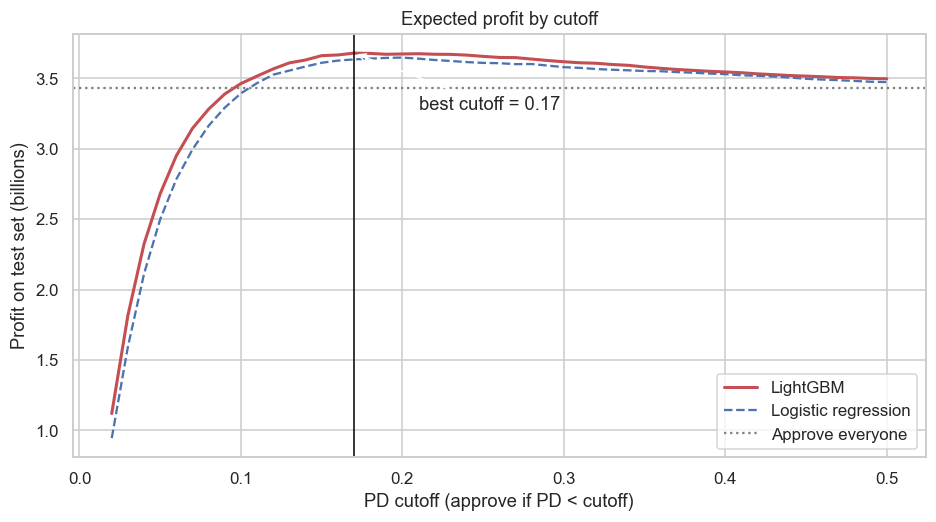 Expected profit by cutoff
Profit on test set (billions)
3.5
3.0
2.5
2.0
1.5
1.0
best cutoff = 0.17
LightGBM
Logistic regression
Approve everyone
0.0 0.1 0.2 0.3 0.4 0.5
PD cutoff (approve if PD < cutoff)